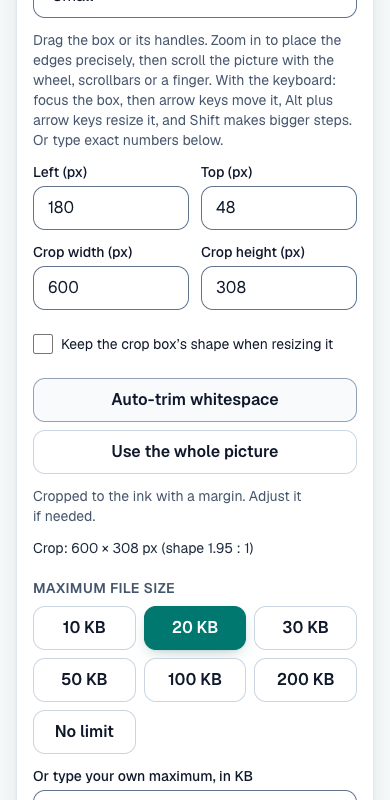 Drag the box or its handles. Zoom in to place the
edges precisely, then scroll the picture with the
wheel, scrollbars or a finger. With the keyboard:
focus the box, then arrow keys move it, Alt plus
arrow keys resize it, and Shift makes bigger steps.
Or type exact numbers below.
Left (px) Top (px)
180 48
Crop width (px) Crop height (px)
600 308
Keep the crop box's shape when resizing it
Auto-trim whitespace
Use the whole picture
Cropped to the ink with a margin. Adjust it
if needed.
Crop: 600 × 308 px (shape 1.95 : 1)
MAXIMUM FILE SIZE
10 KB 20 KB 30 KB
50 KB 100 KB 200 KB
No limit
Or type your own maximum, in KB